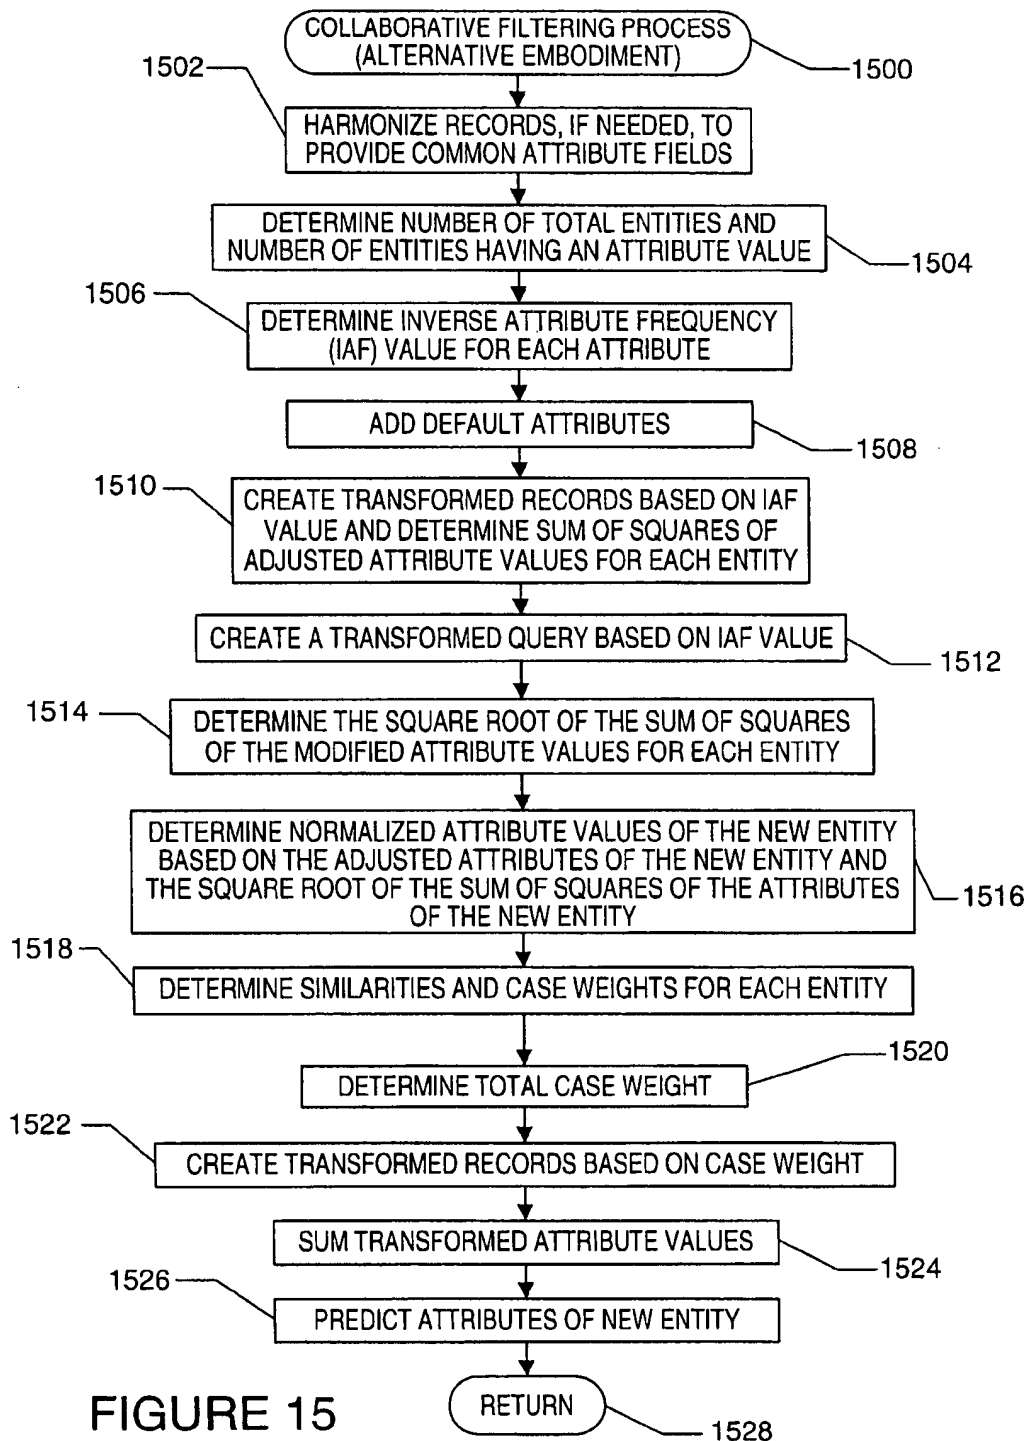 COLLABORATIVE FILTERING PROCESS
(ALTERNATIVE EMBODIMENT)
1500
1502
HARMONIZE RECORDS, IF NEEDED, TO
PROVIDE COMMON ATTRIBUTE FIELDS
DETERMINE NUMBER OF TOTAL ENTITIES AND
NUMBER OF ENTITIES HAVING AN ATTRIBUTE VALUE
1504
1506
DETERMINE INVERSE ATTRIBUTE FREQUENCY
(IAF) VALUE FOR EACH ATTRIBUTE
ADD DEFAULT ATTRIBUTES
1508
1510
CREATE TRANSFORMED RECORDS BASED ON IAF
VALUE AND DETERMINE SUM OF SQUARES OF
ADJUSTED ATTRIBUTE VALUES FOR EACH ENTITY
CREATE A TRANSFORMED QUERY BASED ON IAF VALUE
1512
1514
DETERMINE THE SQUARE ROOT OF THE SUM OF SQUARES
OF THE MODIFIED ATTRIBUTE VALUES FOR EACH ENTITY
DETERMINE NORMALIZED ATTRIBUTE VALUES OF THE NEW ENTITY
BASED ON THE ADJUSTED ATTRIBUTES OF THE NEW ENTITY AND
THE SQUARE ROOT OF THE SUM OF SQUARES OF THE ATTRIBUTES
OF THE NEW ENTITY
1516
1518
DETERMINE SIMILARITIES AND CASE WEIGHTS FOR EACH ENTITY
1520
DETERMINE TOTAL CASE WEIGHT
1522
CREATE TRANSFORMED RECORDS BASED ON CASE WEIGHT
SUM TRANSFORMED ATTRIBUTE VALUES
1524
1526
PREDICT ATTRIBUTES OF NEW ENTITY
RETURN
1528
FIGURE 15